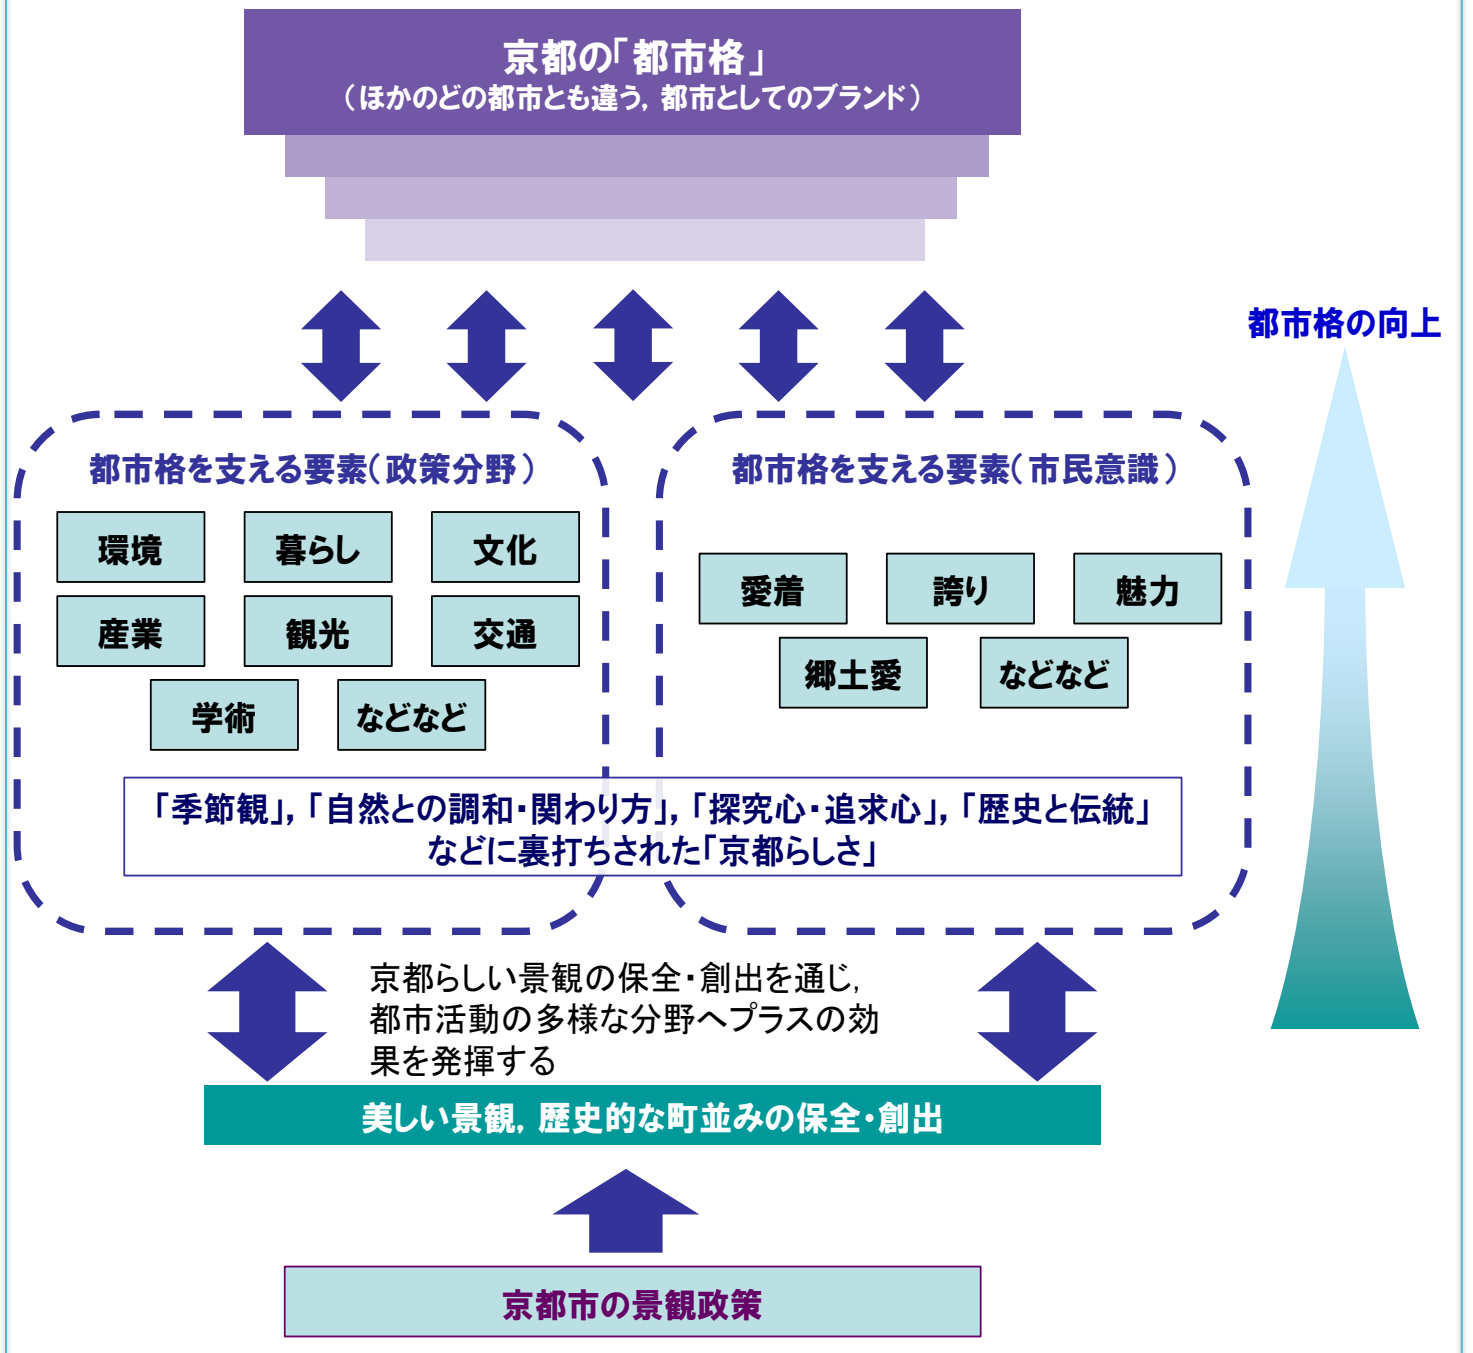 京都の「都市格」
（ほかのどの都市とも違う，都市としてのブランド）
都市格の向上
都市格を支える要素（政策分野）
環境
暮らし
文化
産業
観光
交通
学術
などなど
都市格を支える要素（市民意識）
愛着
誇り
魅力
郷土愛
などなど
「季節観」，「自然との調和・関わり方」，「探究心・追求心」，「歴史と伝統」
などに裏打ちされた「京都らしさ」
京都らしい景観の保全・創出を通じ，
都市活動の多様な分野へプラスの効
果を発揮する
美しい景観，歴史的な町並みの保全・創出
京都市の景観政策